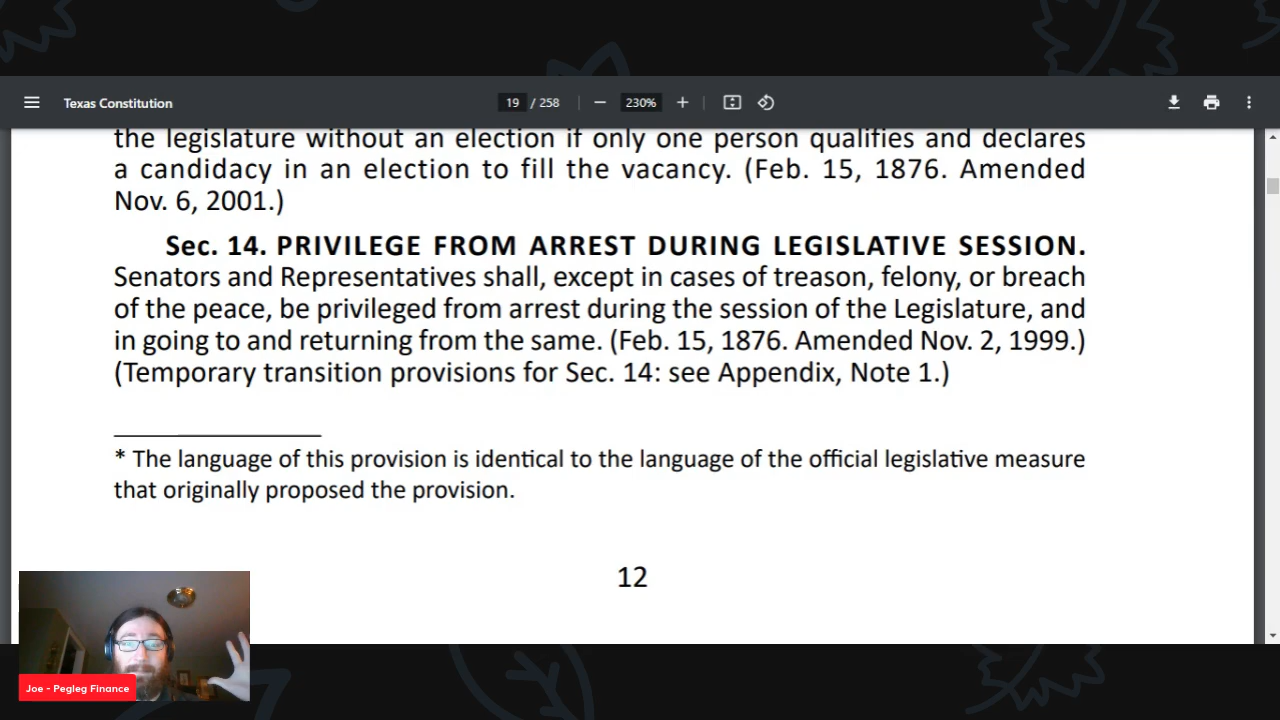 Texas Constitution
19 / 258
230%
the legislature without an election if only one person qualifies and declares
a candidacy in an election to fill the vacancy. (Feb. 15, 1876. Amended
Nov. 6, 2001.)
Sec. 14. PRIVILEGE FROM ARREST DURING LEGISLATIVE SESSION.
Senators and Representatives shall, except in cases of treason, felony, or breach
of the peace, be privileged from arrest during the session of the Legislature, and
in going to and returning from the same. (Feb. 15, 1876. Amended Nov. 2, 1999.)
(Temporary transition provisions for Sec. 14: see Appendix, Note 1.)
* The language of this provision is identical to the language of the official legislative measure
that originally proposed the provision.
12
Joe - Pegleg Finance